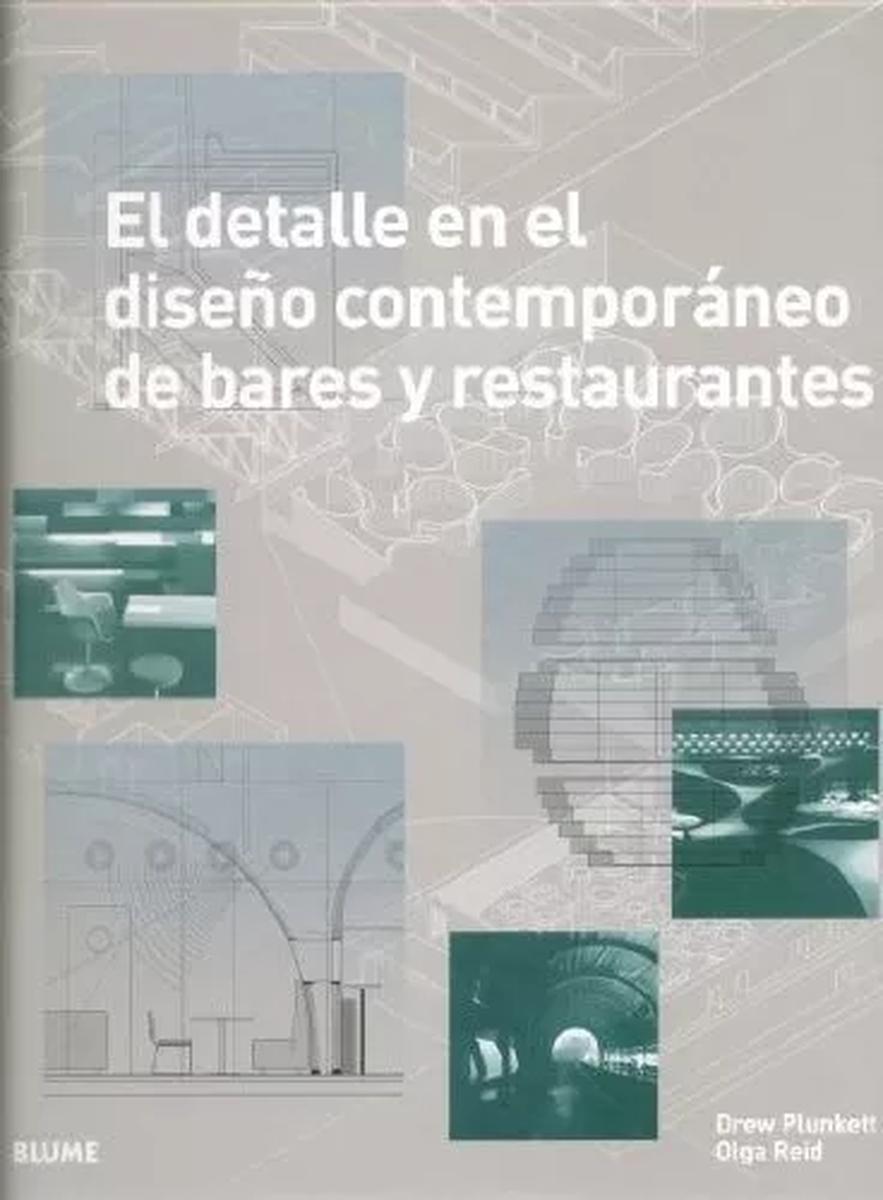 El detalle en el
diseño contemporáneo
de bares y restaurantes
Drew Plunkett
Olga Reid
BLUME